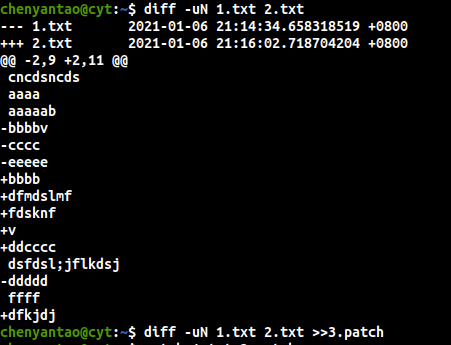 chenyantao@cyt:~$ diff -uN 1.txt 2.txt
--- 1.txt 2021-01-06 21:14:34.658318519 +0800
+++ 2.txt 2021-01-06 21:16:02.718704204 +0800
@@ -2,9 +2,11 @@
 cncdsncds
 aaaa
 aaaaab
-bbbbv
-cccc
-eeeee
+bbbb
+dfmdslmf
+fdsknf
+v
+ddcccc
 dsfdsl;jflkdsj
-ddddd
 ffff
+dfkjdj
chenyantao@cyt:~$ diff -uN 1.txt 2.txt >>3.patch